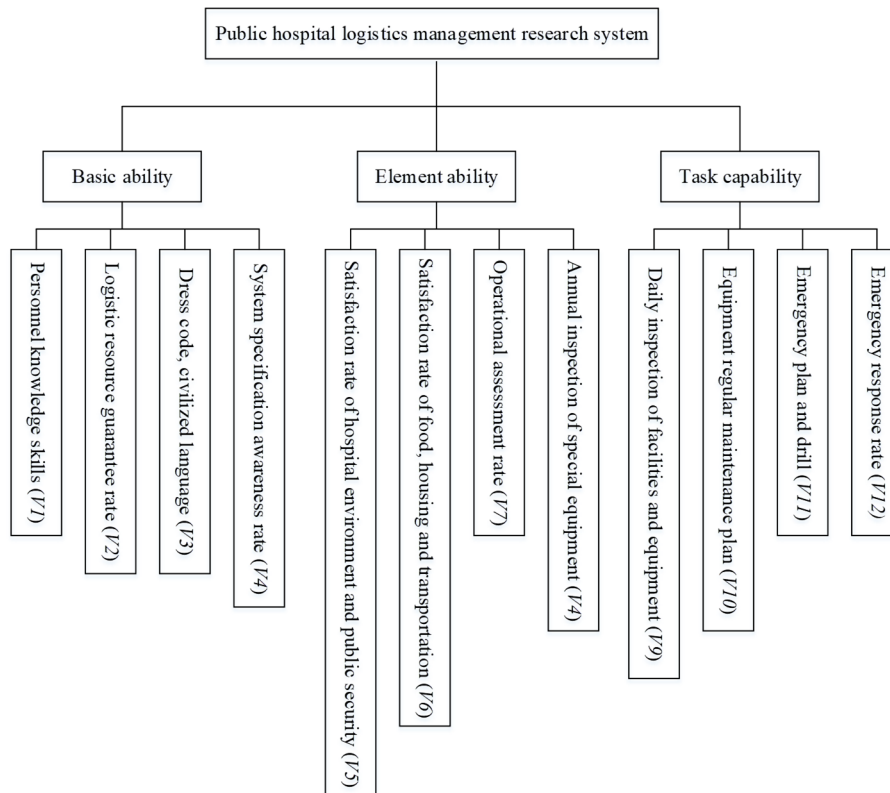 Public hospital logistics management research system
Basic ability
Element ability
Task capability
Personnel knowledge skills (V1)
Logistic resource guarantee rate (V2)
Dress code, civilized language (V3)
System specification awareness rate (V4)
Satisfaction rate of hospital environment and public security (V5)
Satisfaction rate of food, housing and transportation (V6)
Operational assessment rate (V7)
Annual inspection of special equipment (V4)
Daily inspection of facilities and equipment (V9)
Equipment regular maintenance plan (V10)
Emergency plan and drill (V11)
Emergency response rate (V12)